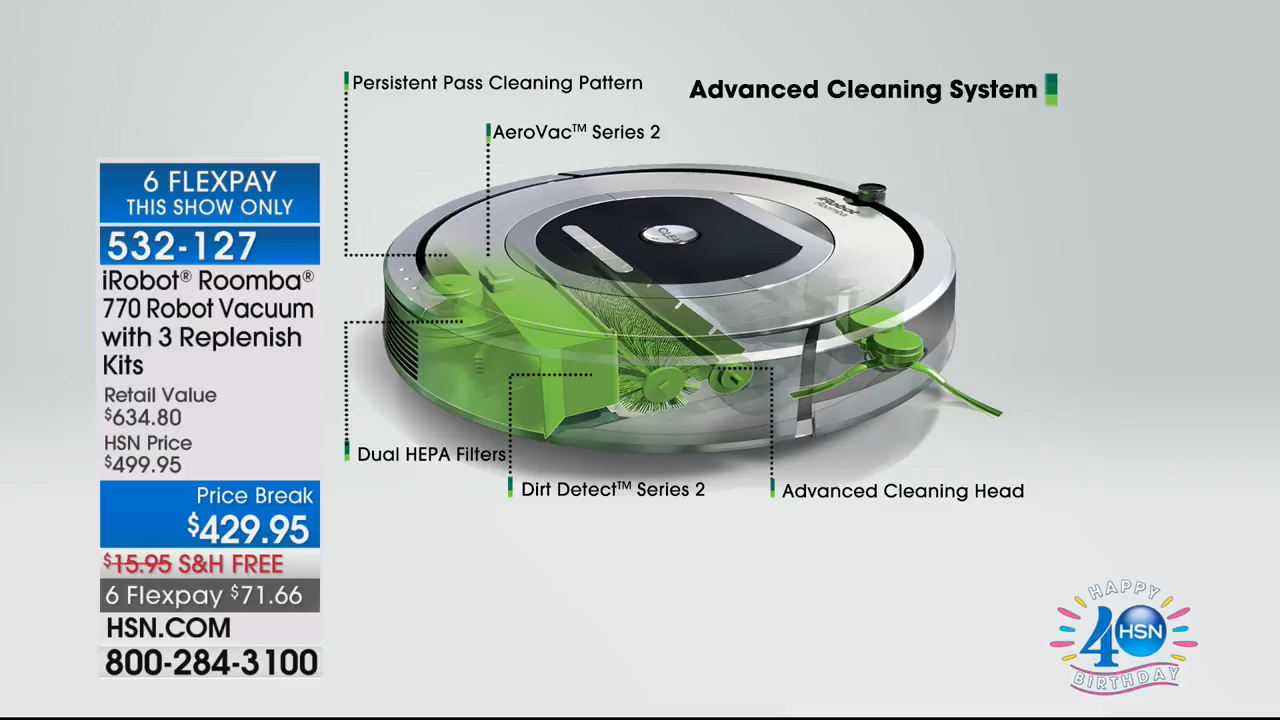 Persistent Pass Cleaning Pattern
Advanced Cleaning System
AeroVac™ Series 2
iRobot
Roomba
CLEAN
Dual HEPA Filters
Dirt Detect™ Series 2
Advanced Cleaning Head
6 FLEXPAY
THIS SHOW ONLY
532-127
iRobot® Roomba®
770 Robot Vacuum
with 3 Replenish
Kits
Retail Value
$634.80
HSN Price
$499.95
Price Break
$429.95
$15.95 S&H FREE
6 Flexpay $71.66
HSN.COM
800-284-3100
HAPPY
40 HSN
BIRTHDAY